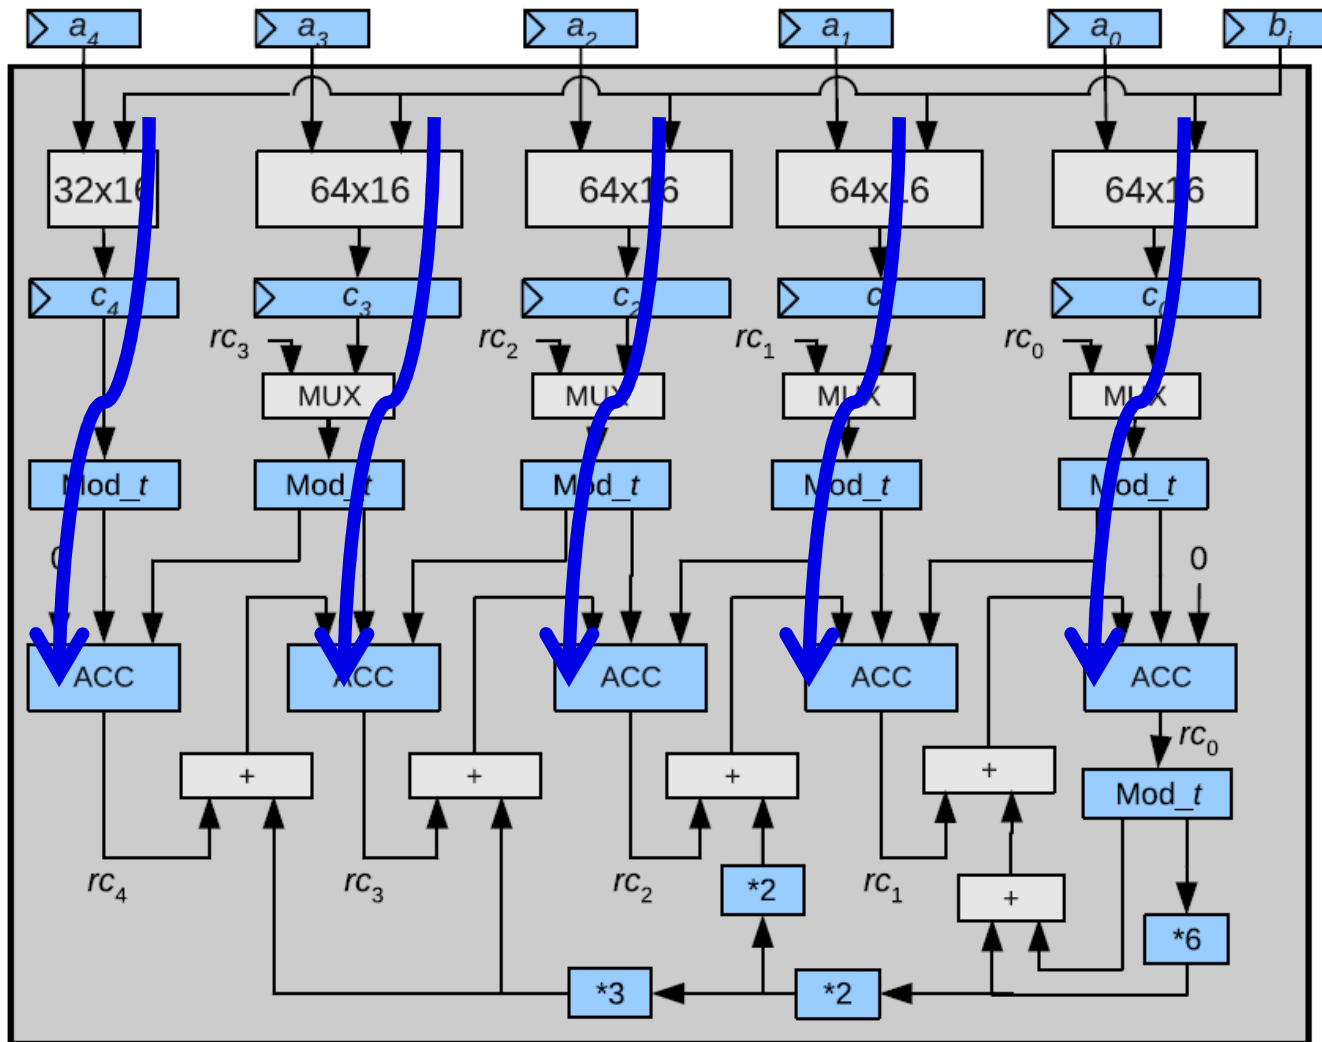 a4 a3 a2 a1 a0 bi
32x16 64x16 64x16 64x16 64x16
c4 c3 c2 c c0
rc3 rc2 rc1 rc0
MUX MUX MUX MUX
Mod_t Mod_t Mod_t Mod_t Mod_t
0 0
ACC ACC ACC ACC ACC
rc0
+ + + +
Mod_t
rc4 rc3 rc2 rc1
*2
+
*6
*3 *2